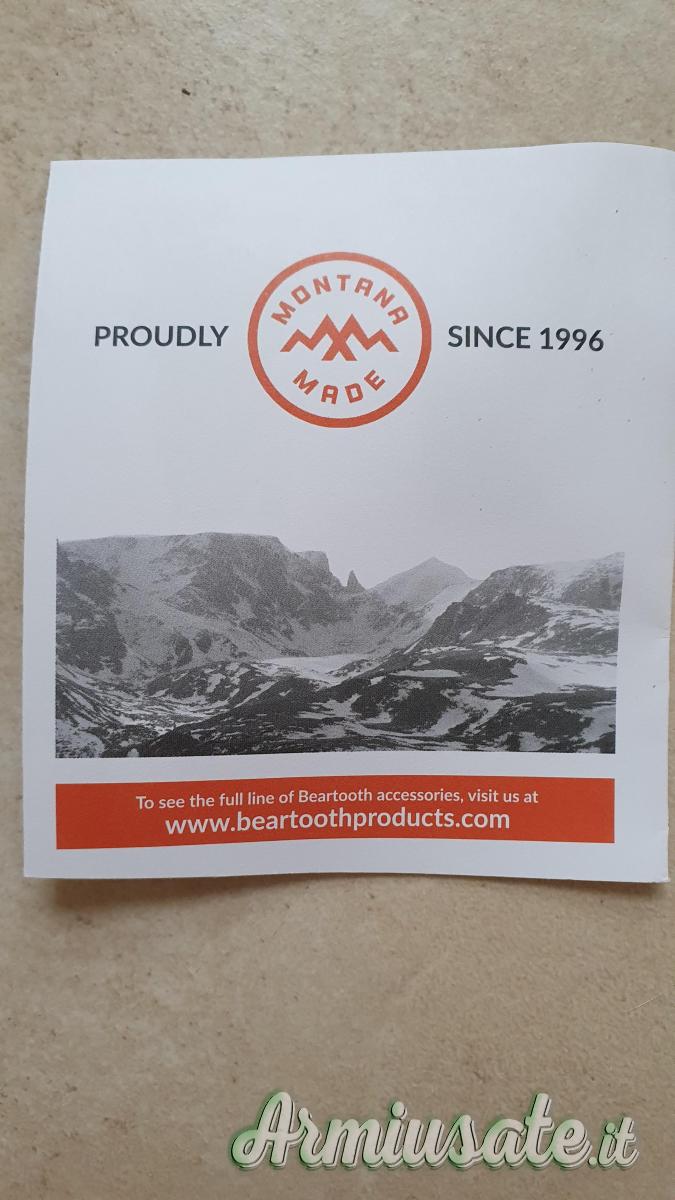 PROUDLY
MONTANA
MADE
SINCE 1996
To see the full line of Beartooth accessories, visit us at
www.beartoothproducts.com
Armiusate.it